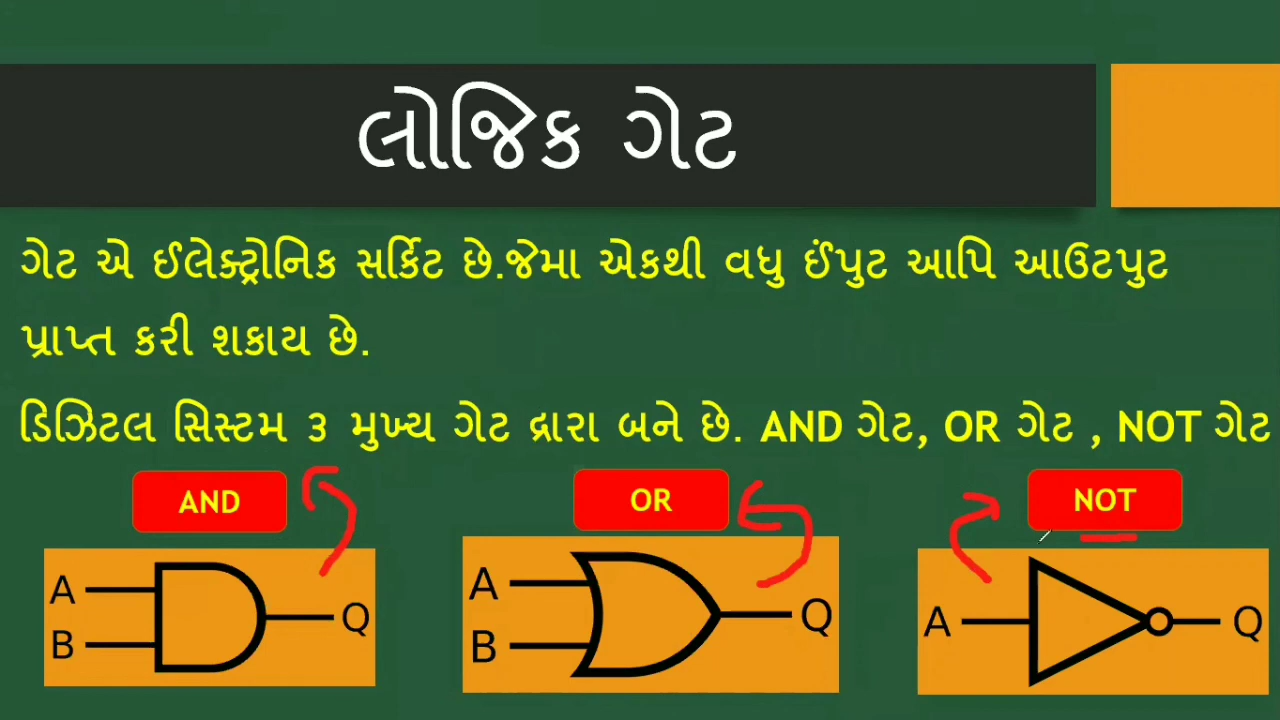 લોજિક ગેટ
ગેટ એ ઈલેક્ટ્રોનિક સર્કિટ છે.જેમા એકથી વધુ ઈંપુટ આપિ આઉટપુટ
પ્રાપ્ત કરી શકાય છે.
ડિઝિટલ સિસ્ટમ ૩ મુખ્ય ગેટ દ્રારા બને છે. AND ગેટ, OR ગેટ , NOT ગેટ
AND OR NOT
A B Q
A B Q
A Q